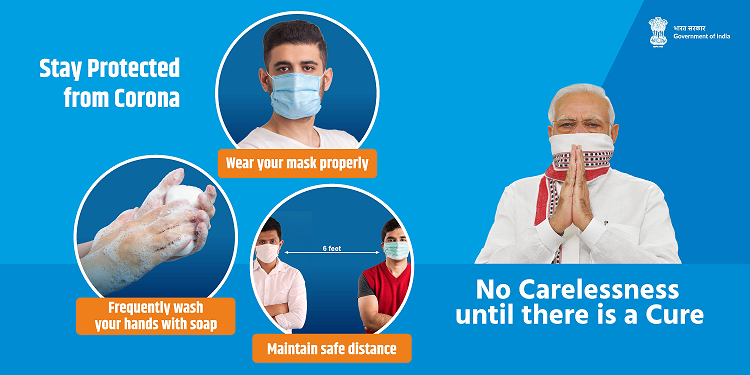 Stay Protected
from Corona
Wear your mask properly
Frequently wash
your hands with soap
6 feet
Maintain safe distance
भारत सरकार
Government of India
No Carelessness
until there is a Cure